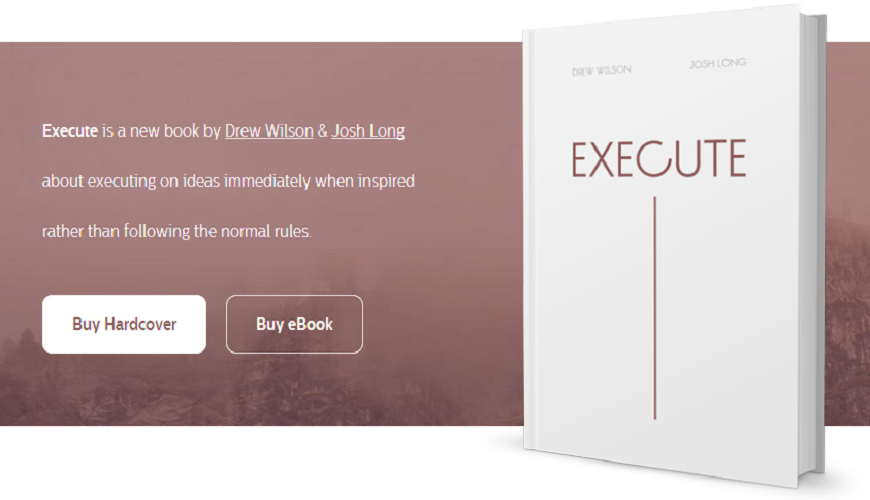 Execute is a new book by Drew Wilson & Josh Long
about executing on ideas immediately when inspired
rather than following the normal rules.
Buy Hardcover
Buy eBook
DREW WILSON
JOSH LONG
EXECUTE